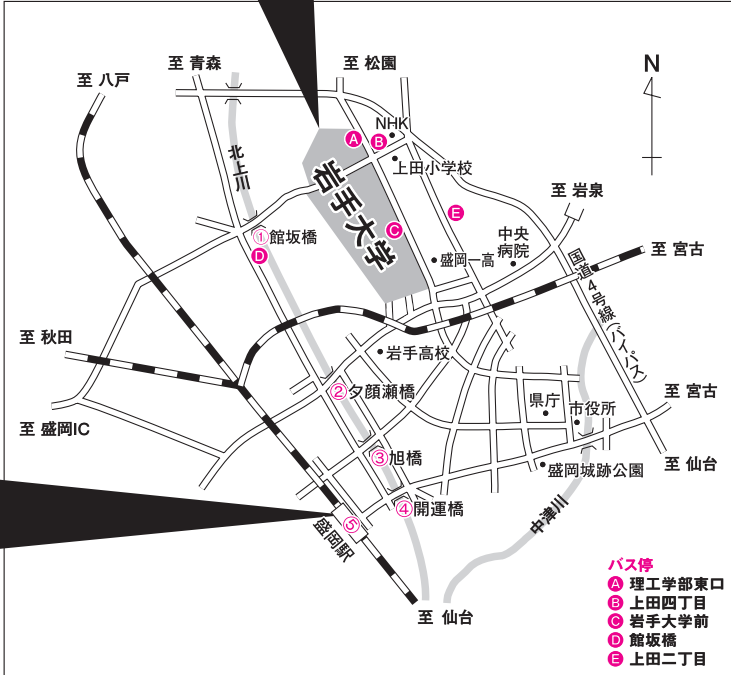 至 青森
至 松園
至 八戸
N
NHK
A
B
上田小学校
北上川
岩手大学
至 岩泉
E
中央
病院
C
①館坂橋
D
盛岡一高
至 宮古
国道4号線(バイパス)
至 秋田
岩手高校
②夕顔瀬橋
県庁
市役所
至 宮古
至 盛岡IC
③旭橋
盛岡城跡公園
至 仙台
④開運橋
⑤
盛岡駅
中津川
至 仙台
バス停
A 理工学部東口
B 上田四丁目
C 岩手大学前
D 館坂橋
E 上田二丁目